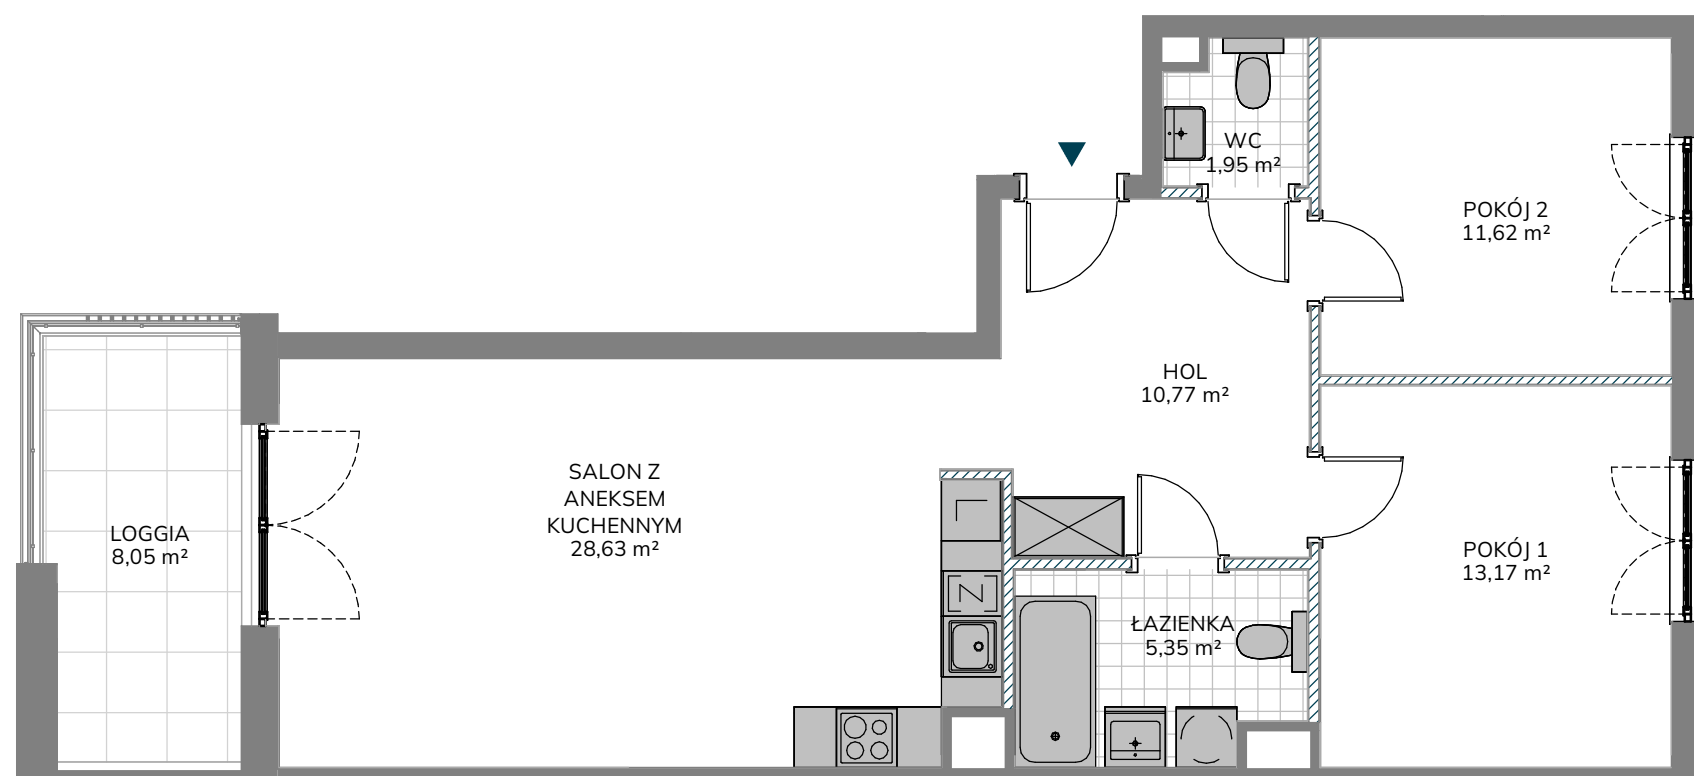 WC
1,95 m²
POKÓJ 2
11,62 m²
HOL
10,77 m²
SALON Z
ANEKSEM
KUCHENNYM
28,63 m²
LOGGIA
8,05 m²
L
Z
POKÓJ 1
13,17 m²
ŁAZIENKA
5,35 m²